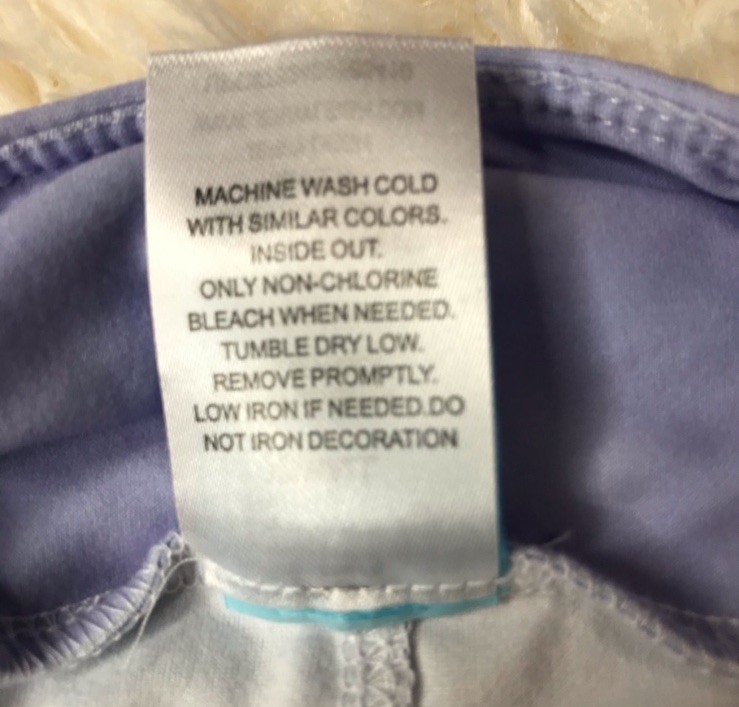 MACHINE WASH COLD
WITH SIMILAR COLORS.
INSIDE OUT.
ONLY NON-CHLORINE
BLEACH WHEN NEEDED.
TUMBLE DRY LOW.
REMOVE PROMPTLY.
LOW IRON IF NEEDED.DO
NOT IRON DECORATION